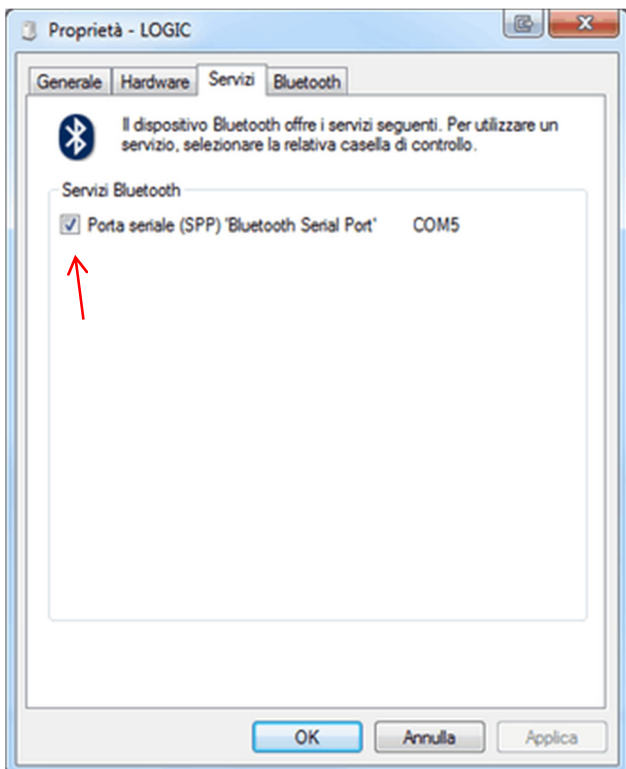 Proprietà - LOGIC
Generale Hardware Servizi Bluetooth
Il dispositivo Bluetooth offre i servizi seguenti. Per utilizzare un
servizio, selezionare la relativa casella di controllo.
Servizi Bluetooth
Porta seriale (SPP) 'Bluetooth Serial Port' COM5
OK Annulla Applica